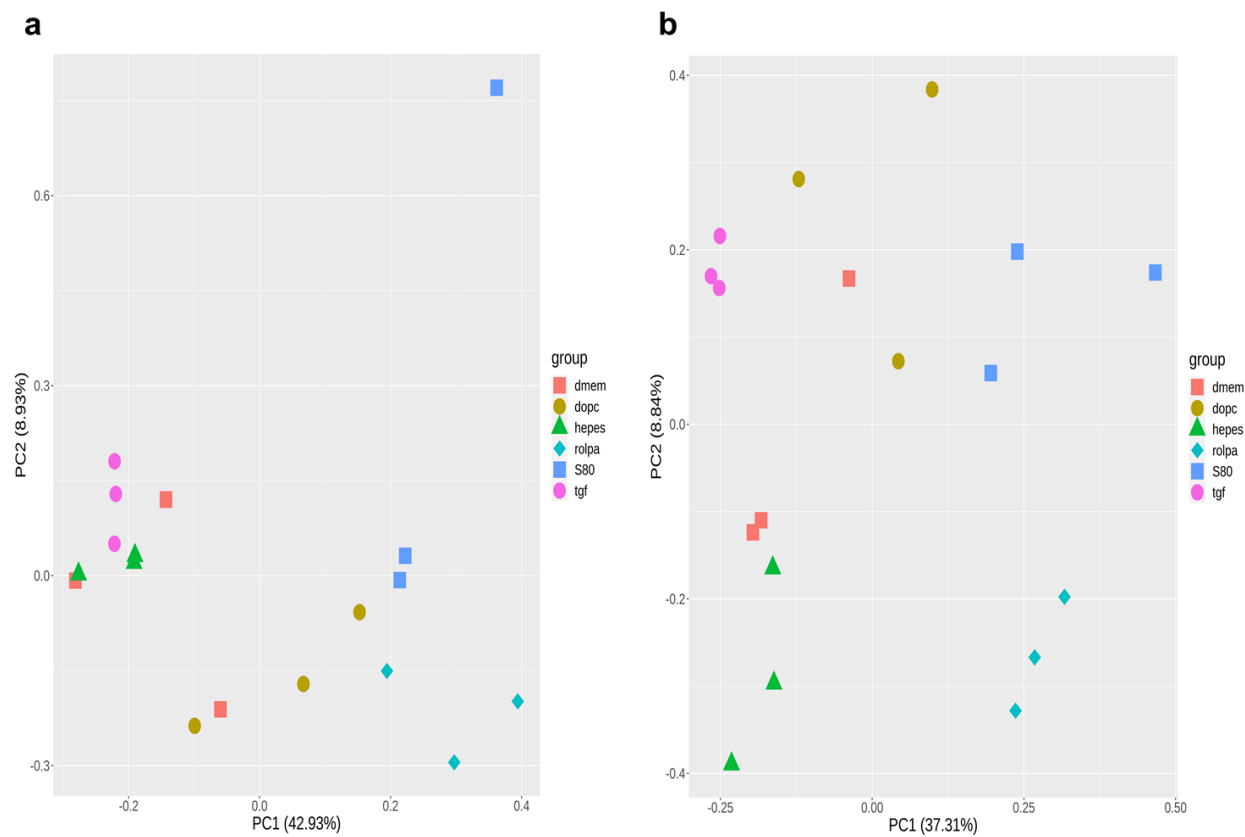 a
PC2 (8.93%)
0.6
0.3
0.0
-0.3
-0.2
0.0
0.2
0.4
PC1 (42.93%)
group
dmem
dopc
hepes
rolpa
S80
tgf
b
PC2 (8.84%)
0.4
0.2
0.0
-0.2
-0.4
-0.25
0.00
0.25
0.50
PC1 (37.31%)
group
dmem
dopc
hepes
rolpa
S80
tgf